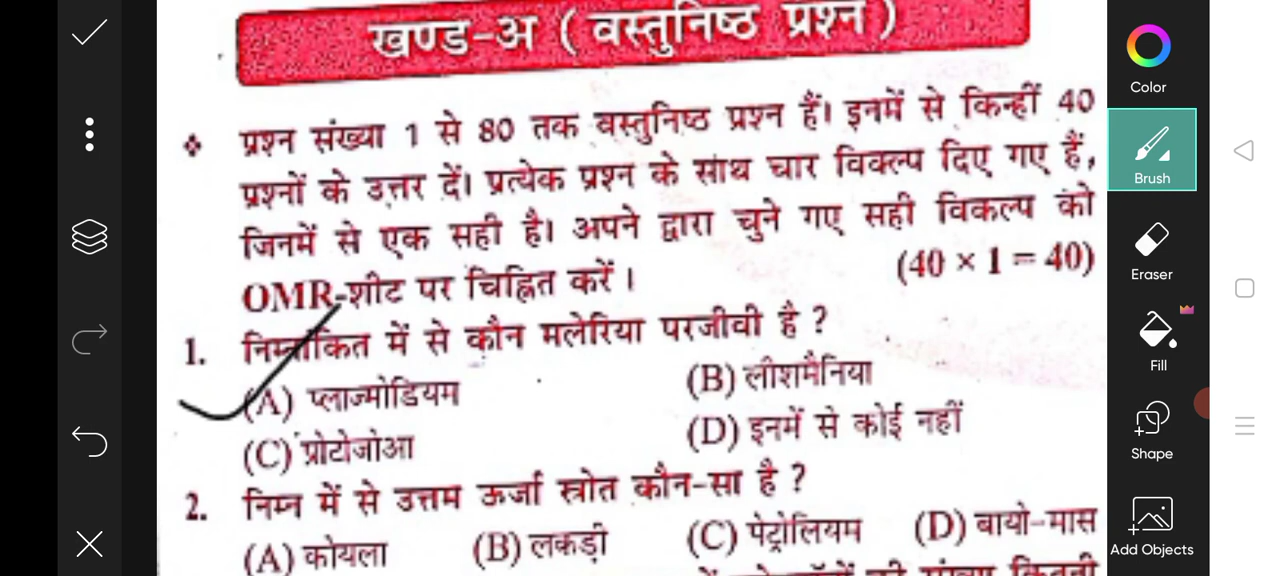 खण्ड-अ ( वस्तुनिष्ठ प्रश्न )
Color
❖ प्रश्न संख्या 1 से 80 तक वस्तुनिष्ठ प्रश्न हैं। इनमें से किन्हीं 40
प्रश्नों के उत्तर दें। प्रत्येक प्रश्न के साथ चार विकल्प दिए गए हैं,
Brush
जिनमें से एक सही है। अपने द्वारा चुने गए सही विकल्प को
OMR-शीट पर चिह्नित करें । (40 × 1 = 40)
Eraser
1. निम्नांकित में से कौन मलेरिया परजीवी है ?
Fill
(A) प्लाज्मोडियम (B) लीशमैनिया
(C) प्रोटोजोआ (D) इनमें से कोई नहीं
Shape
2. निम्न में से उत्तम ऊर्जा स्रोत कौन-सा है ?
(A) कोयला (B) लकड़ी (C) पेट्रोलियम (D) बायो-मास
Add Objects